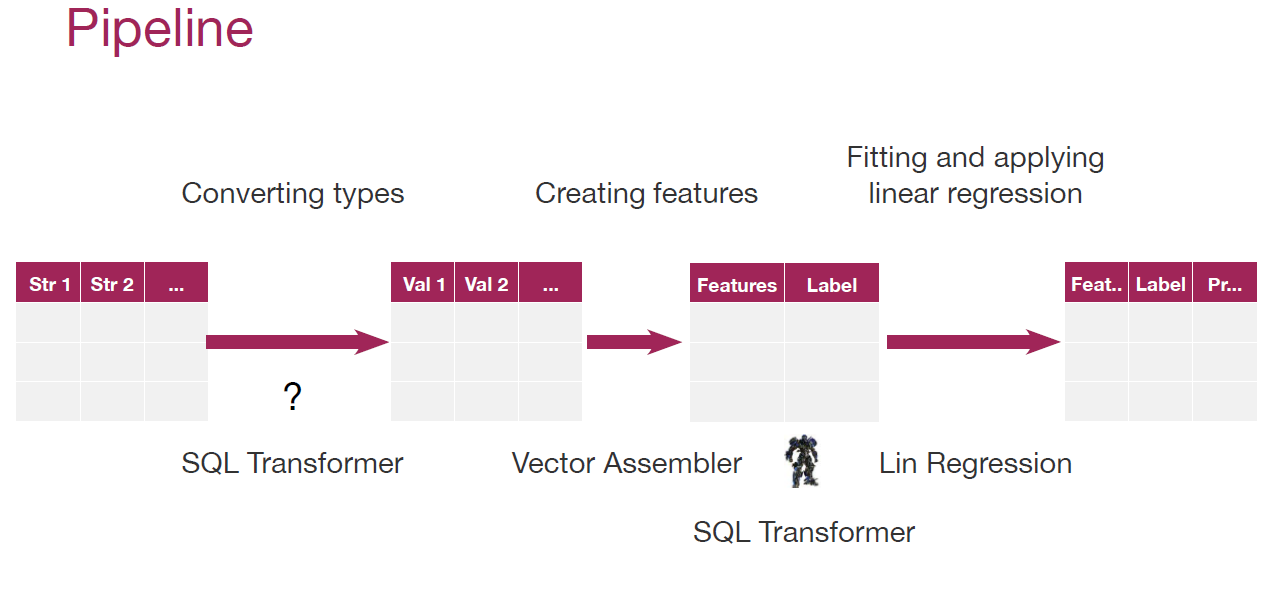 Pipeline
Converting types
Creating features
Fitting and applying
linear regression
Str 1 Str 2 ...
Val 1 Val 2 ...
Features Label
Feat.. Label Pr...
?
SQL Transformer
Vector Assembler
Lin Regression
SQL Transformer